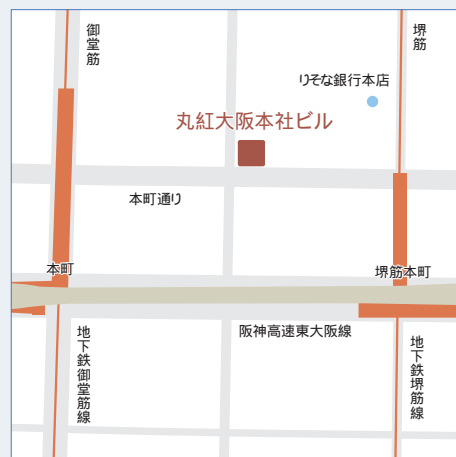 御堂筋
堺筋
りそな銀行本店
丸紅大阪本社ビル
本町通り
本町
堺筋本町
阪神高速東大阪線
地下鉄御堂筋線
地下鉄堺筋線